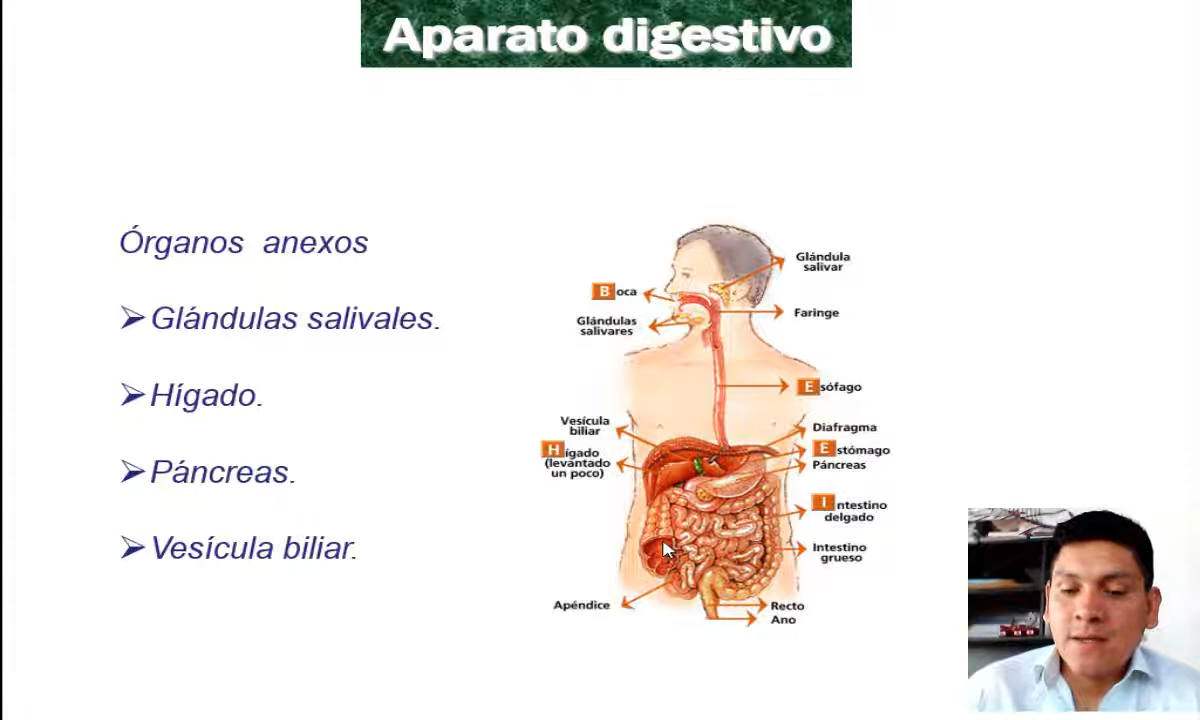 Aparato digestivo
Órganos anexos
➢Glándulas salivales.
➢Hígado.
➢Páncreas.
➢Vesícula biliar.
Glándula
salivar
Boca
Faringe
Glándulas
salivares
Esófago
Vesícula
biliar
Diafragma
Hígado
(levantado
un poco)
Estómago
Páncreas
Intestino
delgado
Intestino
grueso
Apéndice
Recto
Ano